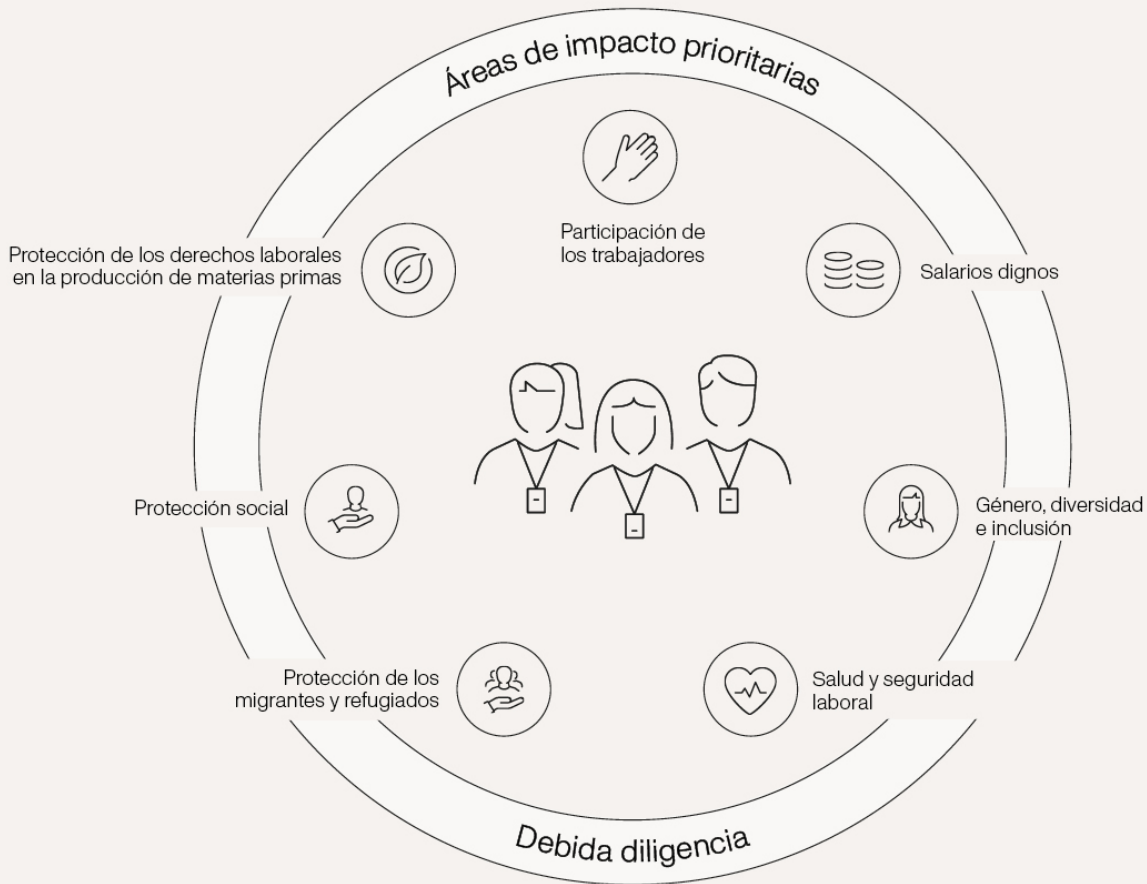 Áreas de impacto prioritarias
Participación de
los trabajadores
Protección de los derechos laborales
en la producción de materias primas
Salarios dignos
Protección social
Género, diversidad
e inclusión
Protección de los
migrantes y refugiados
Salud y seguridad
laboral
Debida diligencia